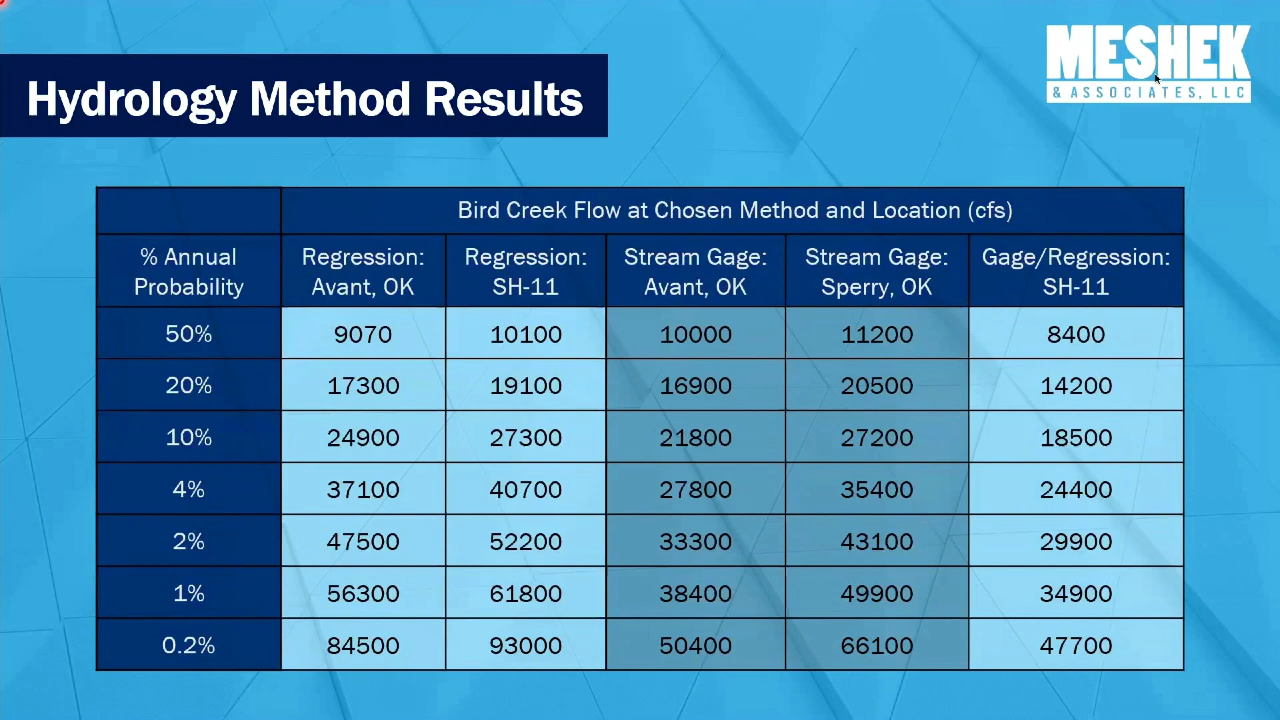 MESHEK
& ASSOCIATES, LLC
Hydrology Method Results
Bird Creek Flow at Chosen Method and Location (cfs)
% Annual Probability Regression: Avant, OK Regression: SH-11 Stream Gage: Avant, OK Stream Gage: Sperry, OK Gage/Regression: SH-11
50% 9070 10100 10000 11200 8400
20% 17300 19100 16900 20500 14200
10% 24900 27300 21800 27200 18500
4% 37100 40700 27800 35400 24400
2% 47500 52200 33300 43100 29900
1% 56300 61800 38400 49900 34900
0.2% 84500 93000 50400 66100 47700